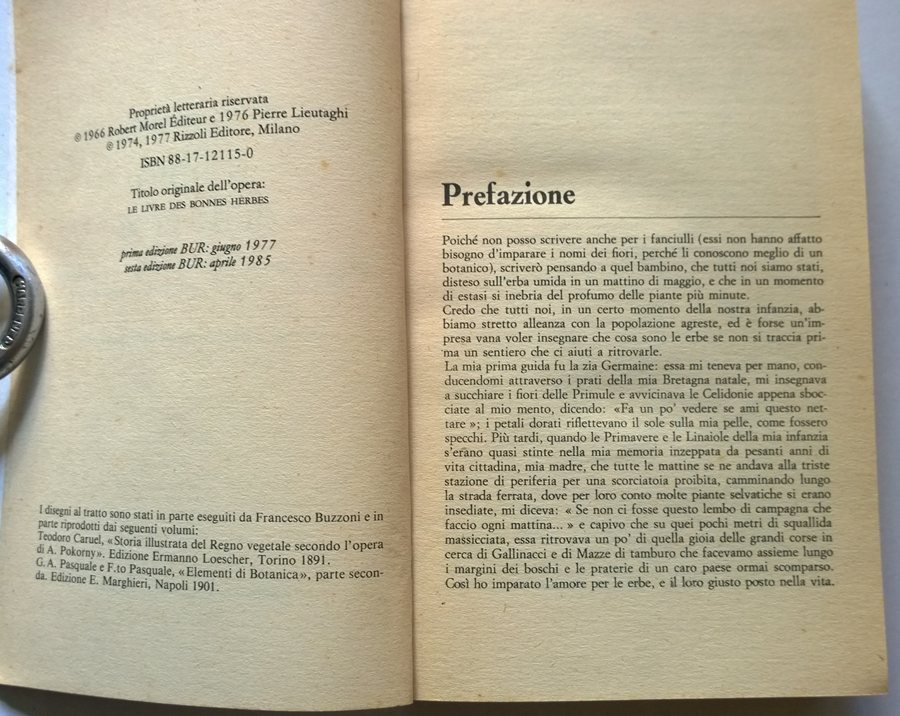 Proprietà letteraria riservata
© 1966 Robert Morel Éditeur e 1976 Pierre Lieutaghi
© 1974, 1977 Rizzoli Editore, Milano
ISBN 88-17-12115-0
Titolo originale dell'opera:
LE LIVRE DES BONNES HERBES
prima edizione BUR: giugno 1977
sesta edizione BUR: aprile 1985
I disegni al tratto sono stati in parte eseguiti da Francesco Buzzoni e in
parte riprodotti dai seguenti volumi:
Teodoro Caruel, «Storia illustrata del Regno vegetale secondo l'opera
di A. Pokorny». Edizione Ermanno Loescher, Torino 1891.
G. A. Pasquale e F.to Pasquale, «Elementi di Botanica», parte secon-
da. Edizione E. Marghieri, Napoli 1901.
Prefazione
Poiché non posso scrivere anche per i fanciulli (essi non hanno affatto
bisogno d'imparare i nomi dei fiori, perché li conoscono meglio di un
botanico), scriverò pensando a quel bambino, che tutti noi siamo stati,
disteso sull'erba umida in un mattino di maggio, e che in un momento
di estasi si inebria del profumo delle piante più minute.
Credo che tutti noi, in un certo momento della nostra infanzia, ab-
biamo stretto alleanza con la popolazione agreste, ed è forse un'im-
presa vana voler insegnare che cosa sono le erbe se non si traccia pri-
ma un sentiero che ci aiuti a ritrovarle.
La mia prima guida fu la zia Germaine: essa mi teneva per mano, con-
ducendomi attraverso i prati della mia Bretagna natale, mi insegnava
a succhiare i fiori delle Primule e avvicinava le Celidonie appena sboc-
ciate al mio mento, dicendo: «Fa un po' vedere se ami questo net-
tare»; i petali dorati riflettevano il sole sulla mia pelle, come fossero
specchi. Più tardi, quando le Primavere e le Linaiole della mia infanzia
s'erano quasi stinte nella mia memoria inzeppata da pesanti anni di
vita cittadina, mia madre, che tutte le mattine se ne andava alla triste
stazione di periferia per una scorciatoia proibita, camminando lungo
la strada ferrata, dove per loro conto molte piante selvatiche si erano
insediate, mi diceva: « Se non ci fosse questo lembo di campagna che
faccio ogni mattina... » e capivo che su quei pochi metri di squallida
massicciata, essa ritrovava un po' di quella gioia delle grandi corse in
cerca di Gallinacci e di Mazze di tamburo che facevamo assieme lungo
i margini dei boschi e le praterie di un caro paese ormai scomparso.
Così ho imparato l'amore per le erbe, e il loro giusto posto nella vita.